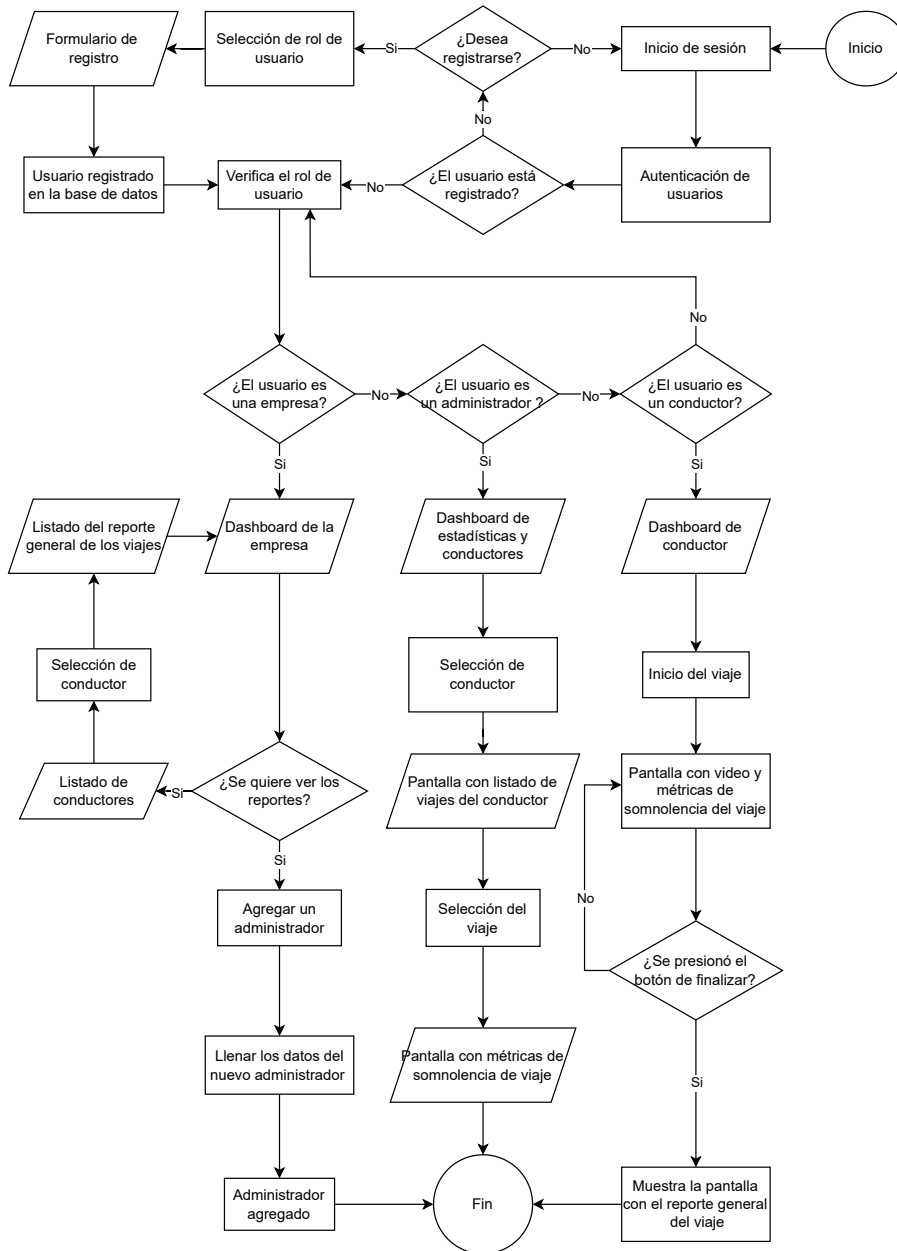 Formulario de
registro
Selección de rol de
usuario
Si
¿Desea
registrarse?
No
Inicio de sesión
Inicio
No
Usuario registrado
en la base de datos
Verifica el rol de
usuario
No
¿El usuario está
registrado?
Autenticación de
usuarios
No
¿El usuario es
una empresa?
No
¿El usuario es
un administrador ?
No
¿El usuario es
un conductor?
Si
Si
Si
Listado del reporte
general de los viajes
Dashboard de la
empresa
Dashboard de
estadísticas y
conductores
Dashboard de
conductor
Selección de
conductor
Selección de
conductor
Inicio del viaje
Listado de
conductores
Si
¿Se quiere ver los
reportes?
Pantalla con listado de
viajes del conductor
Pantalla con video y
métricas de
somnolencia del viaje
Si
No
Agregar un
administrador
Selección del
viaje
¿Se presionó el
botón de finalizar?
Llenar los datos del
nuevo administrador
Pantalla con métricas de
somnolencia de viaje
Si
Administrador
agregado
Fin
Muestra la pantalla
con el reporte general
del viaje